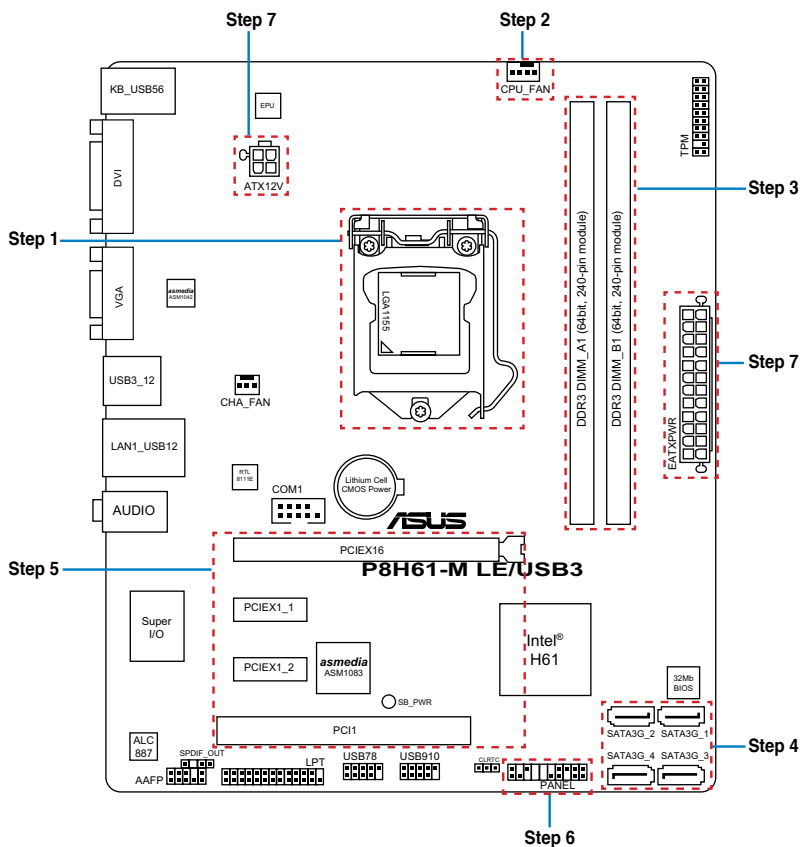 Step 7
Step 2
KB_USB56
EPU
CPU_FAN
TPM
DVI
ATX12V
Step 3
Step 1
LGA1155
DDR3 DIMM_A1 (64bit, 240-pin module)
DDR3 DIMM_B1 (64bit, 240-pin module)
VGA
asmedia
ASM1042
USB3_12
CHA_FAN
Step 7
EATXPWR
LAN1_USB12
RTL
8111E
COM1
Lithium Cell
CMOS Power
AUDIO
ASUS
PCIEX16
Step 5
P8H61-M LE/USB3
PCIEX1_1
Super
I/O
Intel®
H61
PCIEX1_2
asmedia
ASM1083
32Mb
BIOS
SB_PWR
PCI1
SATA3G_2
SATA3G_1
Step 4
ALC
887
SPDIF_OUT
SATA3G_4
SATA3G_3
AAFP
LPT
USB78
USB910
CLRTC
PANEL
Step 6